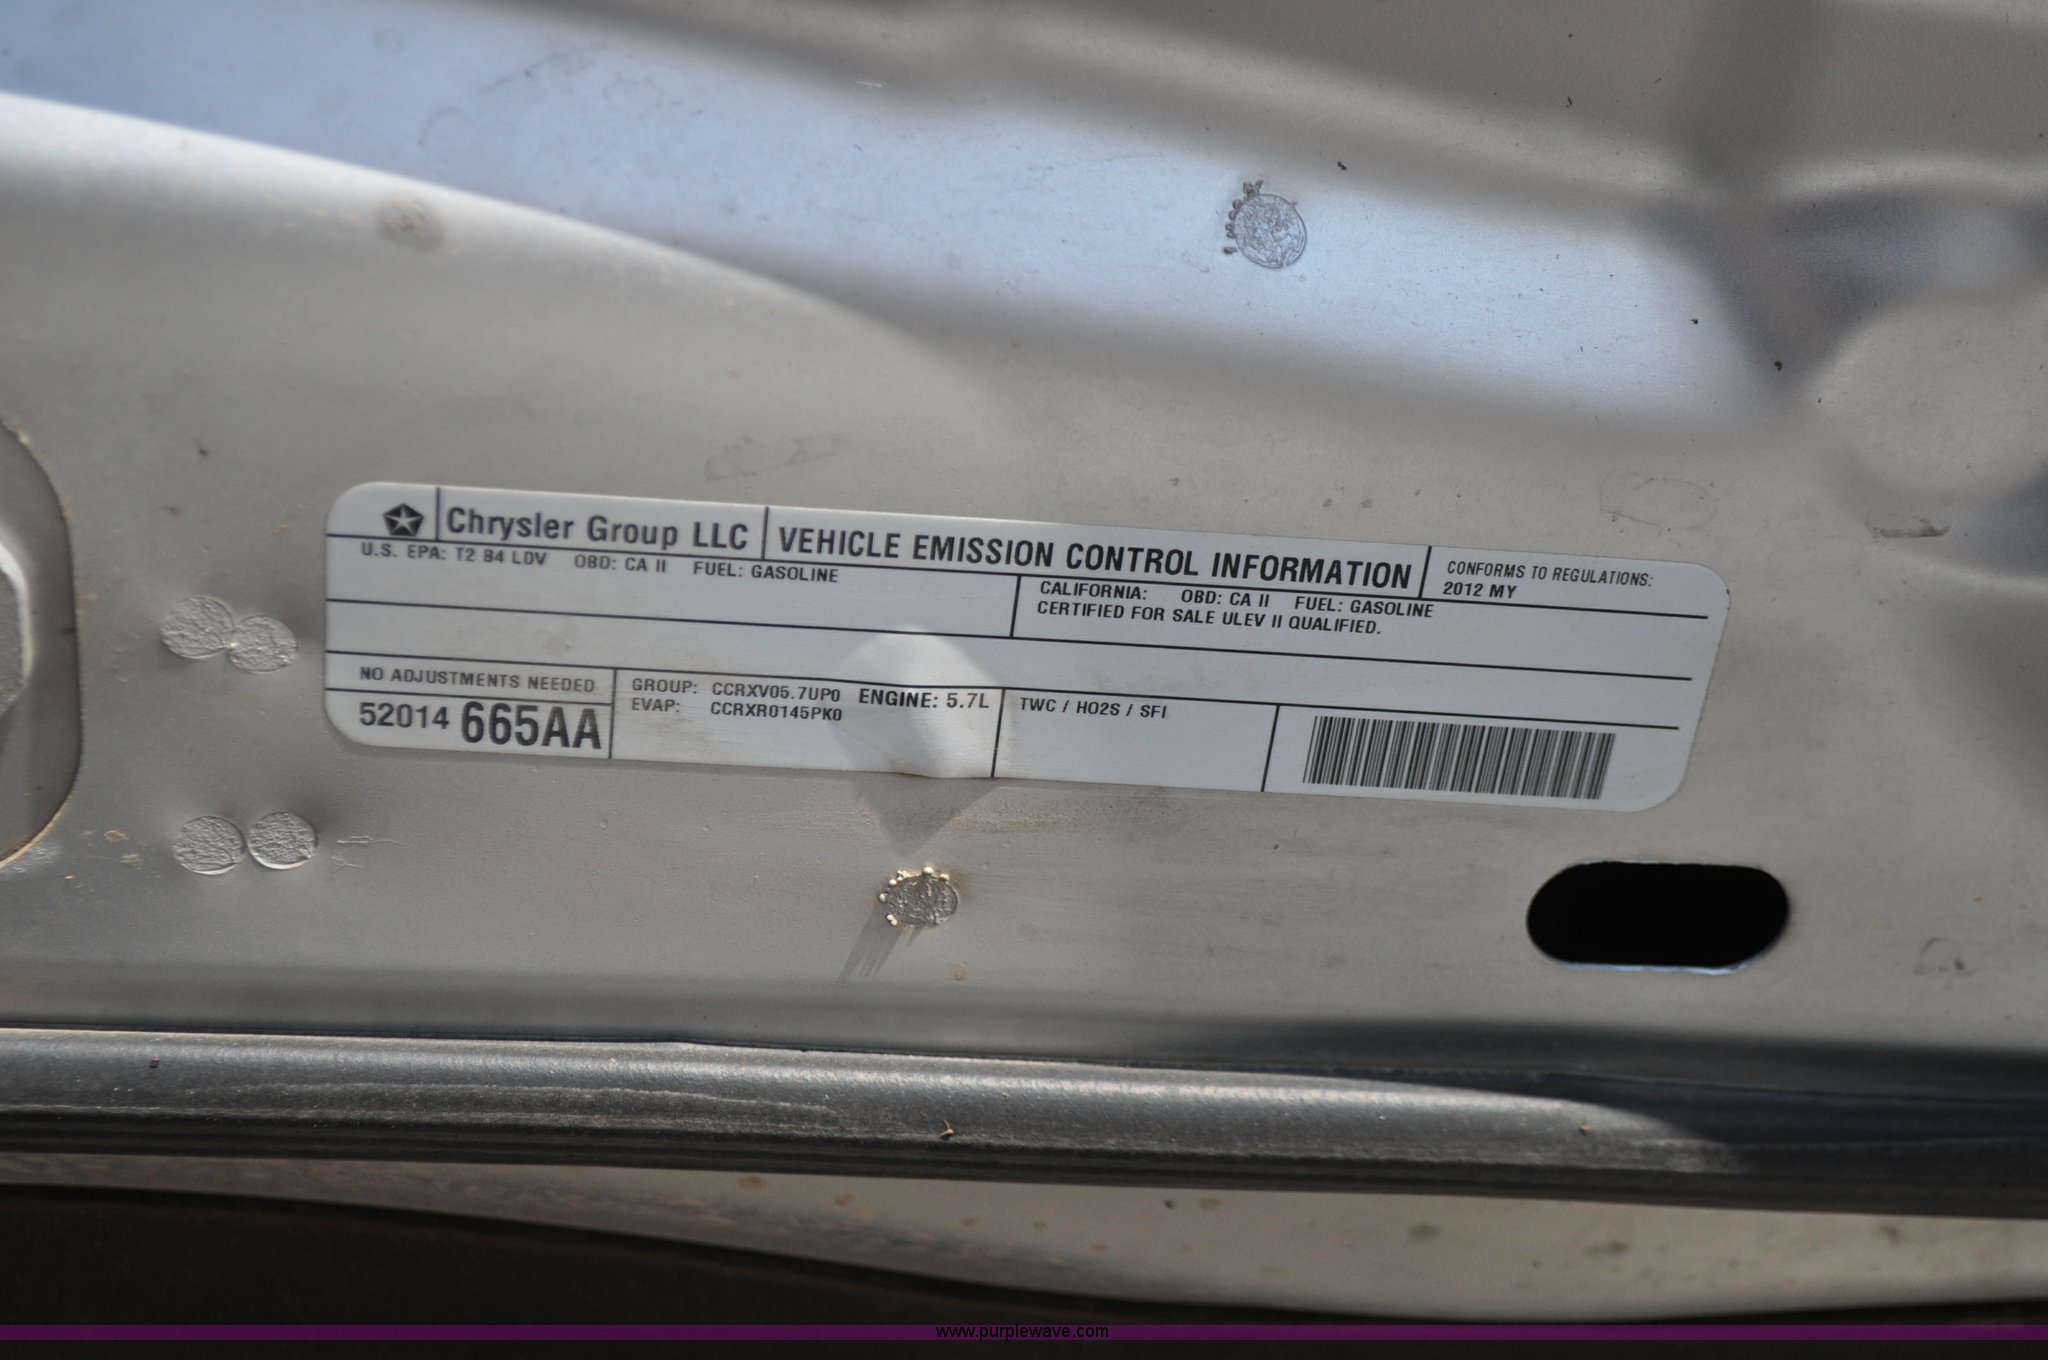 Chrysler Group LLC VEHICLE EMISSION CONTROL INFORMATION
CONFORMS TO REGULATIONS:
2012 MY
U.S. EPA: T2 B4 LDV OBD: CA II FUEL: GASOLINE
CALIFORNIA: OBD: CA II FUEL: GASOLINE
CERTIFIED FOR SALE ULEV II QUALIFIED.
NO ADJUSTMENTS NEEDED
52014 665AA
GROUP: CCRXV05.7UP0 ENGINE: 5.7L
EVAP: CCRXR0145PK0
TWC / HO2S / SFI
www.purplewave.com